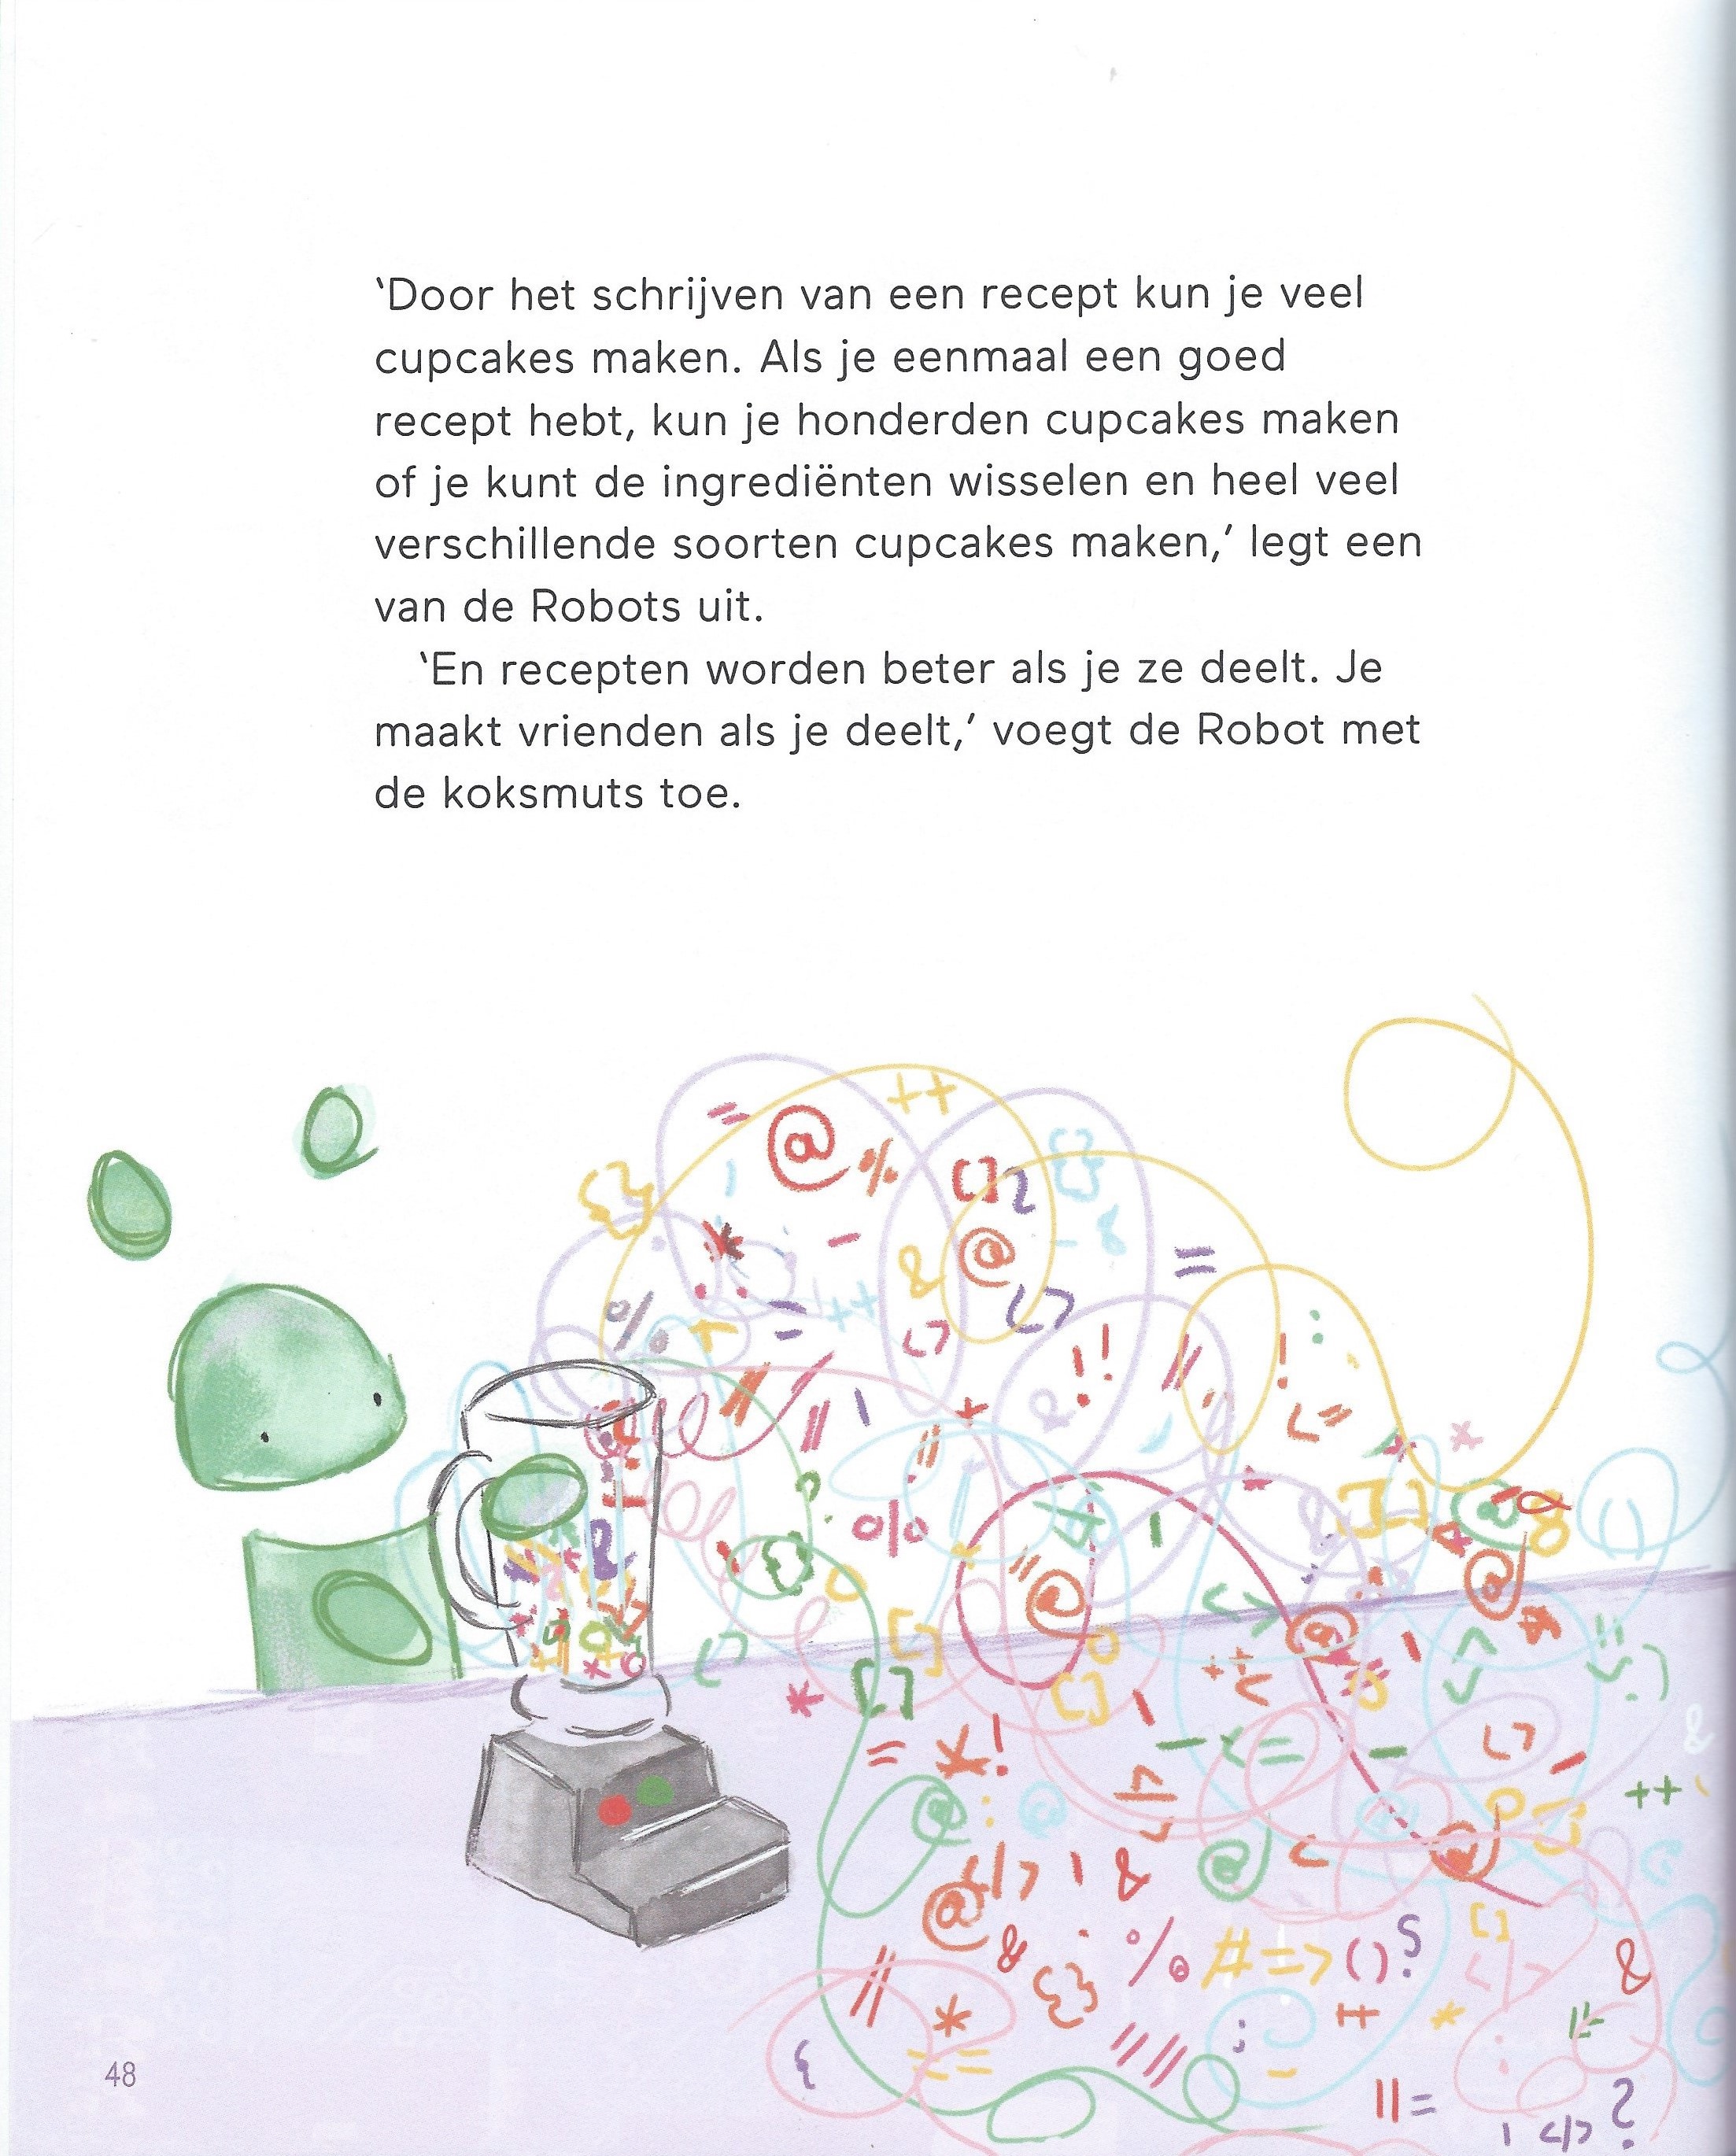 ‘Door het schrijven van een recept kun je veel
cupcakes maken. Als je eenmaal een goed
recept hebt, kun je honderden cupcakes maken
of je kunt de ingrediënten wisselen en heel veel
verschillende soorten cupcakes maken,’ legt een
van de Robots uit.
‘En recepten worden beter als je ze deelt. Je
maakt vrienden als je deelt,’ voegt de Robot met
de koksmuts toe.
48